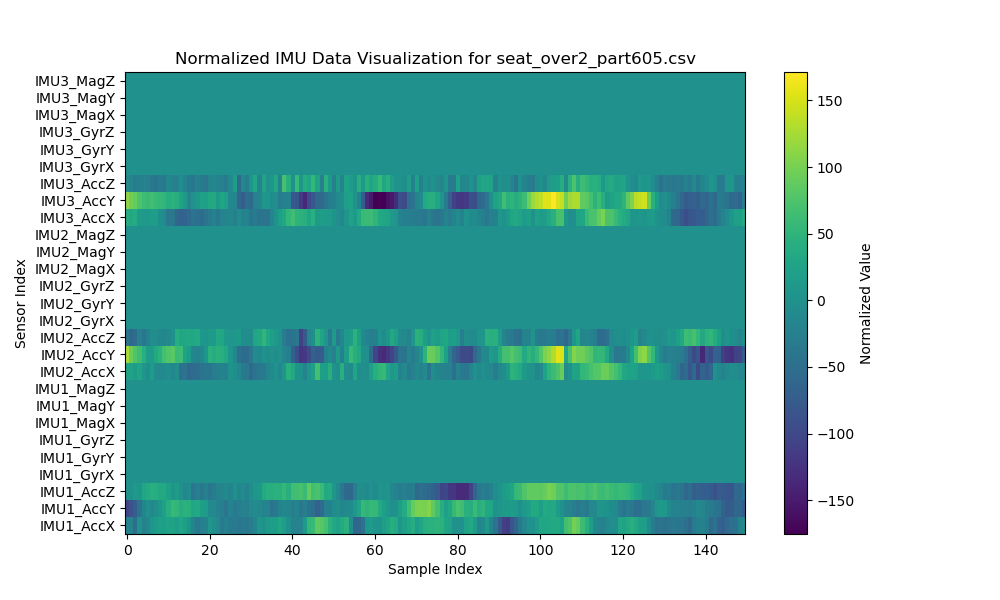 Normalized IMU Data Visualization for seat_over2_part605.csv
IMU3_MagZ
IMU3_MagY
IMU3_MagX
IMU3_GyrZ
IMU3_GyrY
IMU3_GyrX
IMU3_AccZ
IMU3_AccY
IMU3_AccX
IMU2_MagZ
IMU2_MagY
IMU2_MagX
IMU2_GyrZ
IMU2_GyrY
IMU2_GyrX
IMU2_AccZ
IMU2_AccY
IMU2_AccX
IMU1_MagZ
IMU1_MagY
IMU1_MagX
IMU1_GyrZ
IMU1_GyrY
IMU1_GyrX
IMU1_AccZ
IMU1_AccY
IMU1_AccX
Sensor Index
0 20 40 60 80 100 120 140
Sample Index
150
100
50
0
−50
−100
−150
Normalized Value